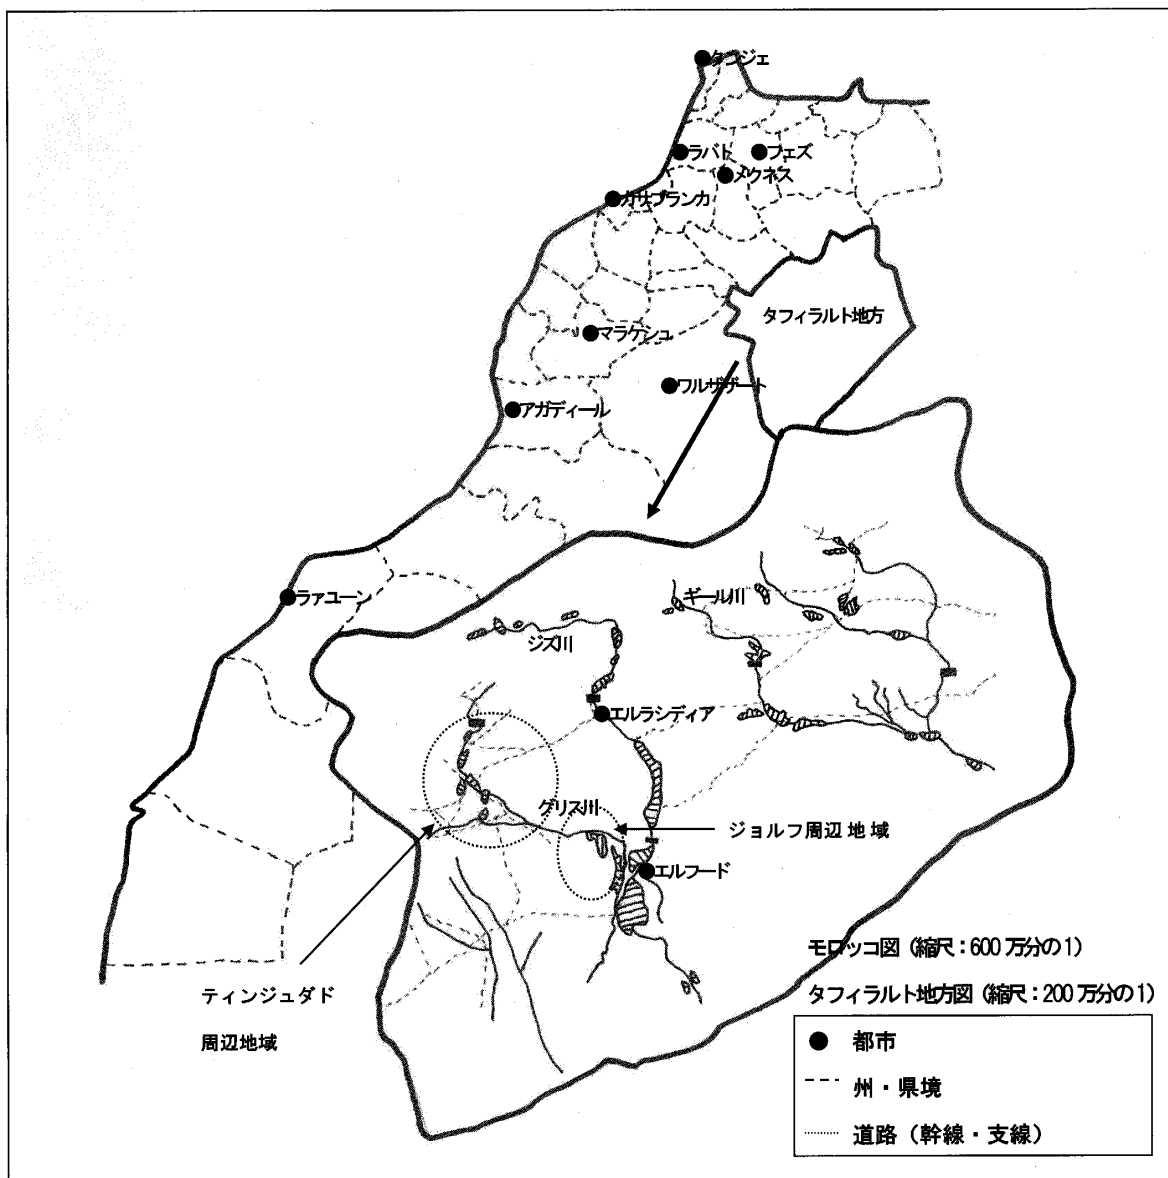 タンジェ
ラバト
フェズ
メクネス
カサブランカ
タフィラルト地方
マラケシュ
ワルザザート
アガディール
ラァユーン
ギール川
ジズ川
エルラシディア
グリス川
ジョルフ周辺地域
エルフード
モロッコ図（縮尺：600万分の1）
ティンジュダド
周辺地域
タフィラルト地方図（縮尺：200万分の1）
都市
州・県境
道路（幹線・支線）